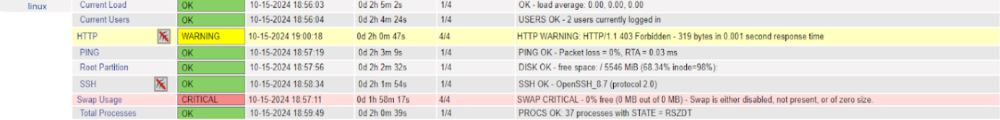 linux Current Load OK 10-15-2024 18:56:03 0d 2h 5m 2s 1/4 OK - load average: 0.00, 0.00, 0.00
Current Users OK 10-15-2024 18:56:04 0d 2h 4m 24s 1/4 USERS OK - 2 users currently logged in
HTTP WARNING 10-15-2024 19:00:18 0d 2h 0m 47s 4/4 HTTP WARNING: HTTP/1.1 403 Forbidden - 319 bytes in 0.001 second response time
PING OK 10-15-2024 18:57:19 0d 2h 3m 9s 1/4 PING OK - Packet loss = 0%, RTA = 0.03 ms
Root Partition OK 10-15-2024 18:57:56 0d 2h 2m 32s 1/4 DISK OK - free space: / 5546 MiB (68.34% inode=98%):
SSH OK 10-15-2024 18:58:34 0d 2h 1m 54s 1/4 SSH OK - OpenSSH_8.7 (protocol 2.0)
Swap Usage CRITICAL 10-15-2024 18:57:11 0d 1h 58m 17s 4/4 SWAP CRITICAL - 0% free (0 MB out of 0 MB) - Swap is either disabled, not present, or of zero size.
Total Processes OK 10-15-2024 18:59:49 0d 2h 0m 39s 1/4 PROCS OK: 37 processes with STATE = RSZDT